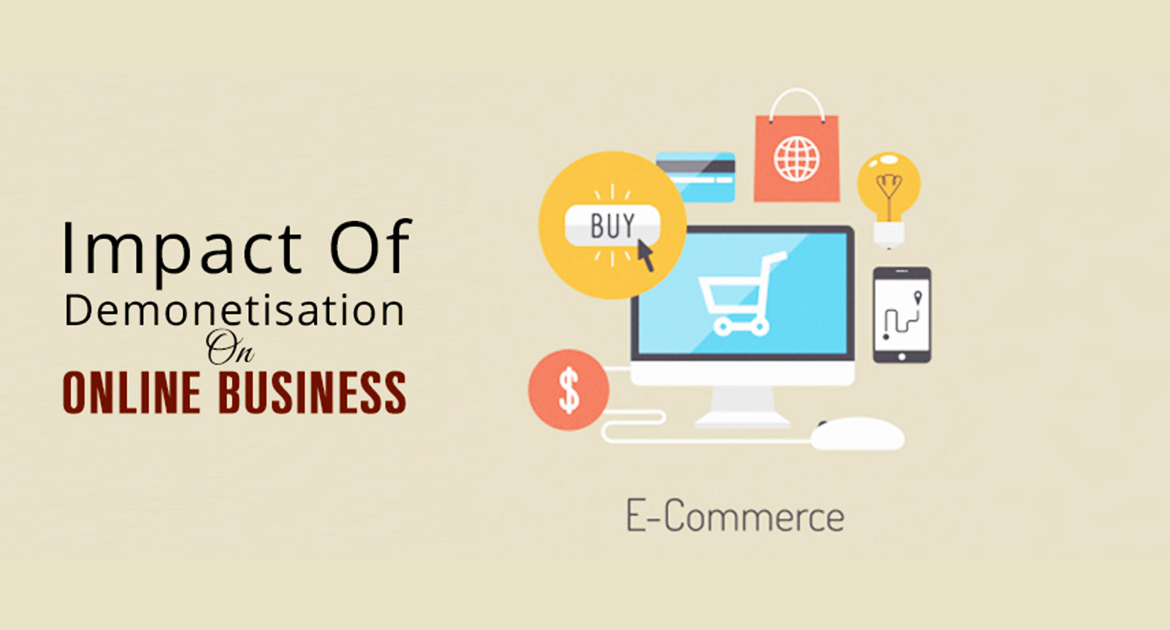 Impact Of
Demonetisation
On
ONLINE BUSINESS
BUY
$
E-Commerce